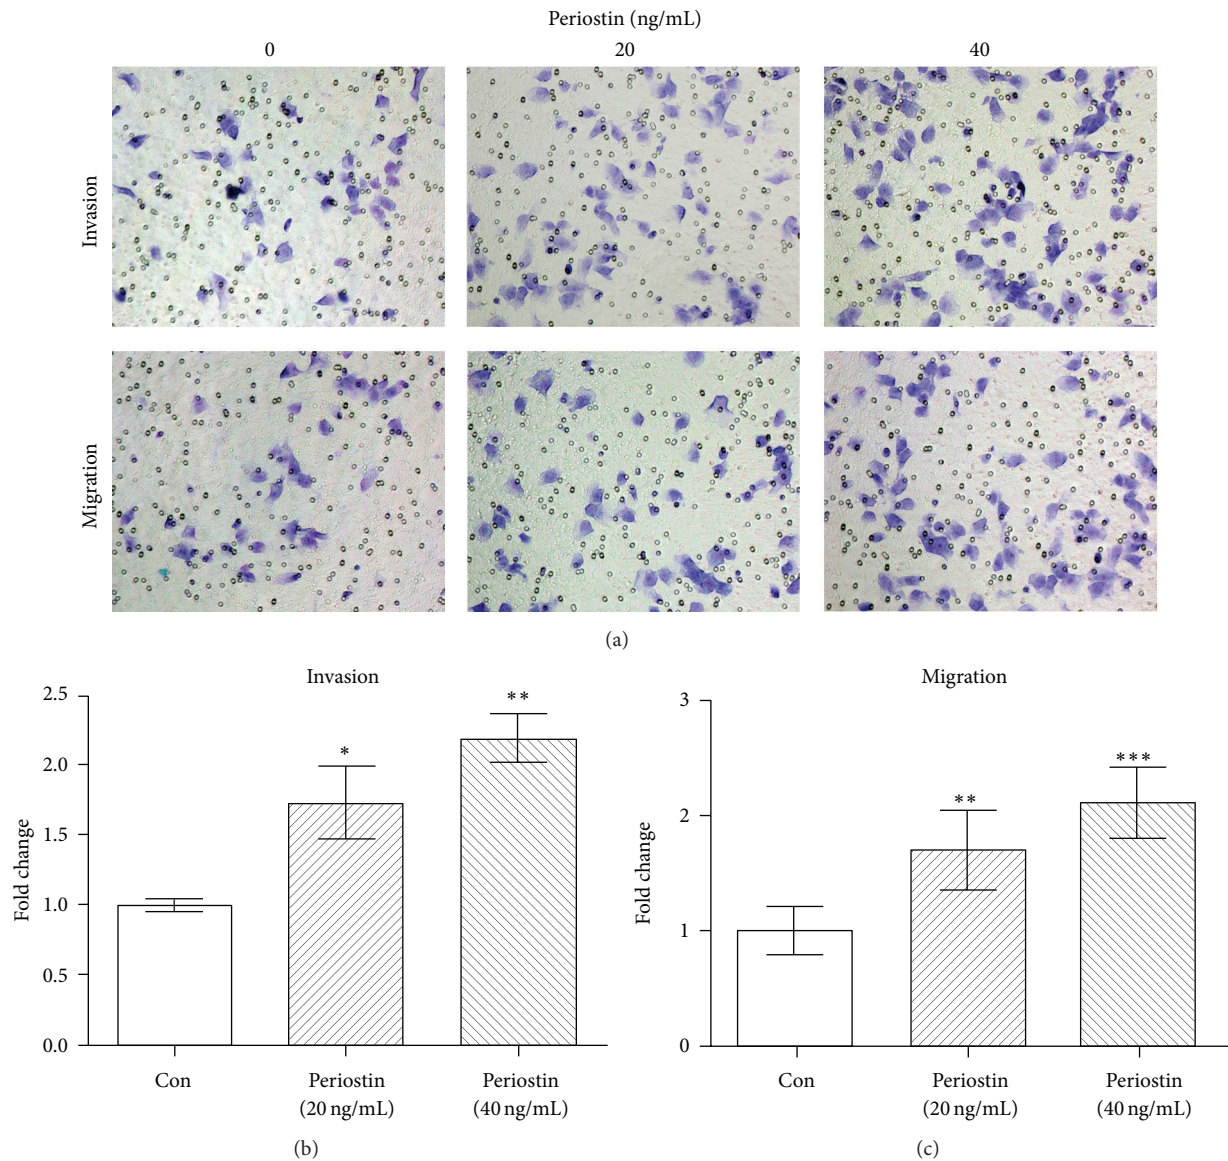 Periostin (ng/mL)
0 20 40
Invasion
Migration
(a)
Invasion
Fold change
2.5
2.0
1.5
1.0
0.5
0.0
*
**
Con
Periostin
(20 ng/mL)
Periostin
(40 ng/mL)
(b)
Migration
Fold change
3
2
1
0
**
***
Con
Periostin
(20 ng/mL)
Periostin
(40 ng/mL)
(c)